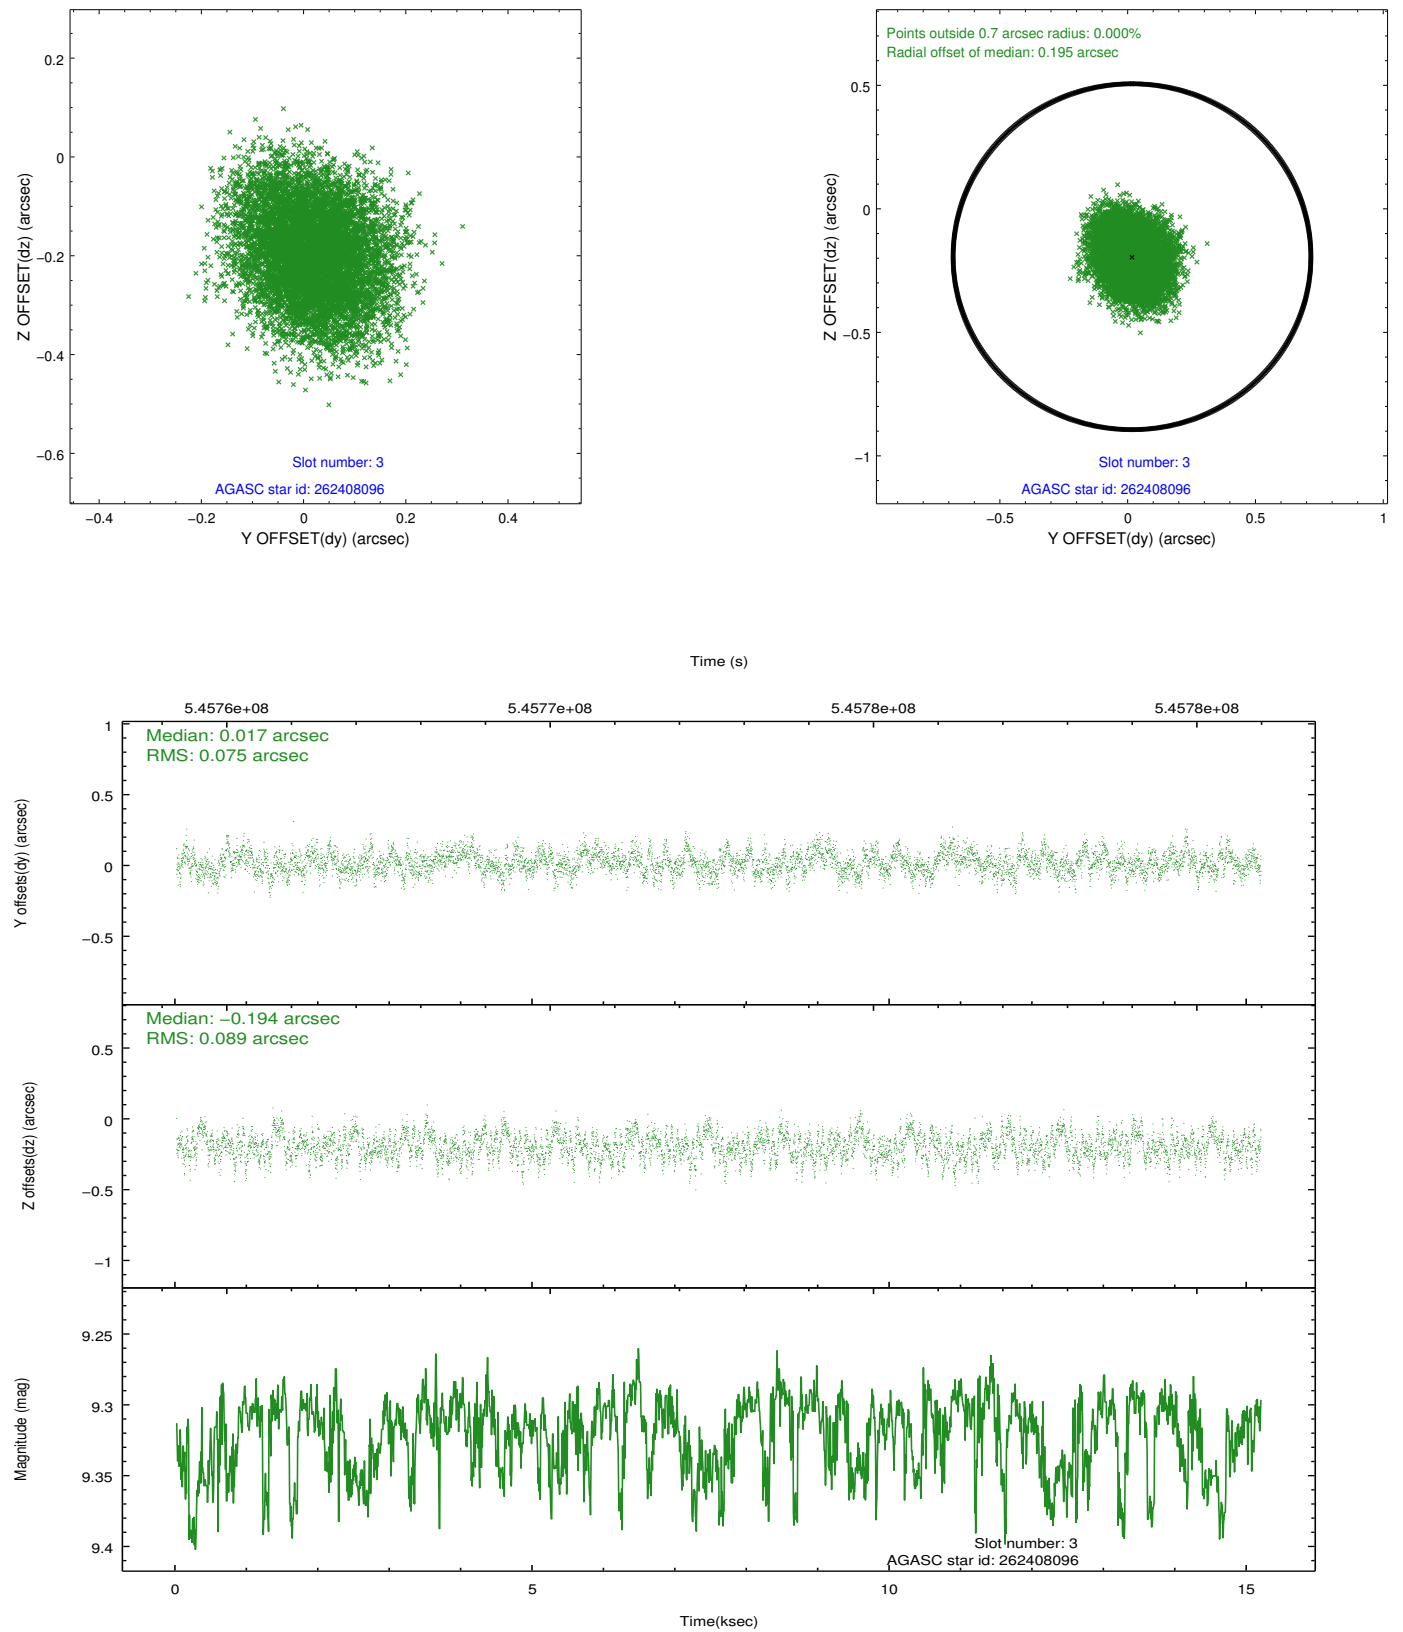 0.2
0
−0.2
−0.4
−0.6
Z OFFSET(dz) (arcsec)
Slot number: 3
AGASC star id: 262408096
−0.4 −0.2 0 0.2 0.4
Y OFFSET(dy) (arcsec)
Points outside 0.7 arcsec radius: 0.000%
Radial offset of median: 0.195 arcsec
0.5
0
−0.5
−1
Z OFFSET(dz) (arcsec)
Slot number: 3
AGASC star id: 262408096
−0.5 0 0.5 1
Y OFFSET(dy) (arcsec)
Time (s)
5.4576e+08 5.4577e+08 5.4578e+08 5.4578e+08
Median: 0.017 arcsec
RMS: 0.075 arcsec
1
0.5
0
−0.5
Y offsets(dy) (arcsec)
Median: −0.194 arcsec
RMS: 0.089 arcsec
0.5
0
−0.5
−1
Z offsets(dz) (arcsec)
9.25
9.3
9.35
9.4
Magnitude (mag)
Slot number: 3
AGASC star id: 262408096
0 5 10 15
Time(ksec)